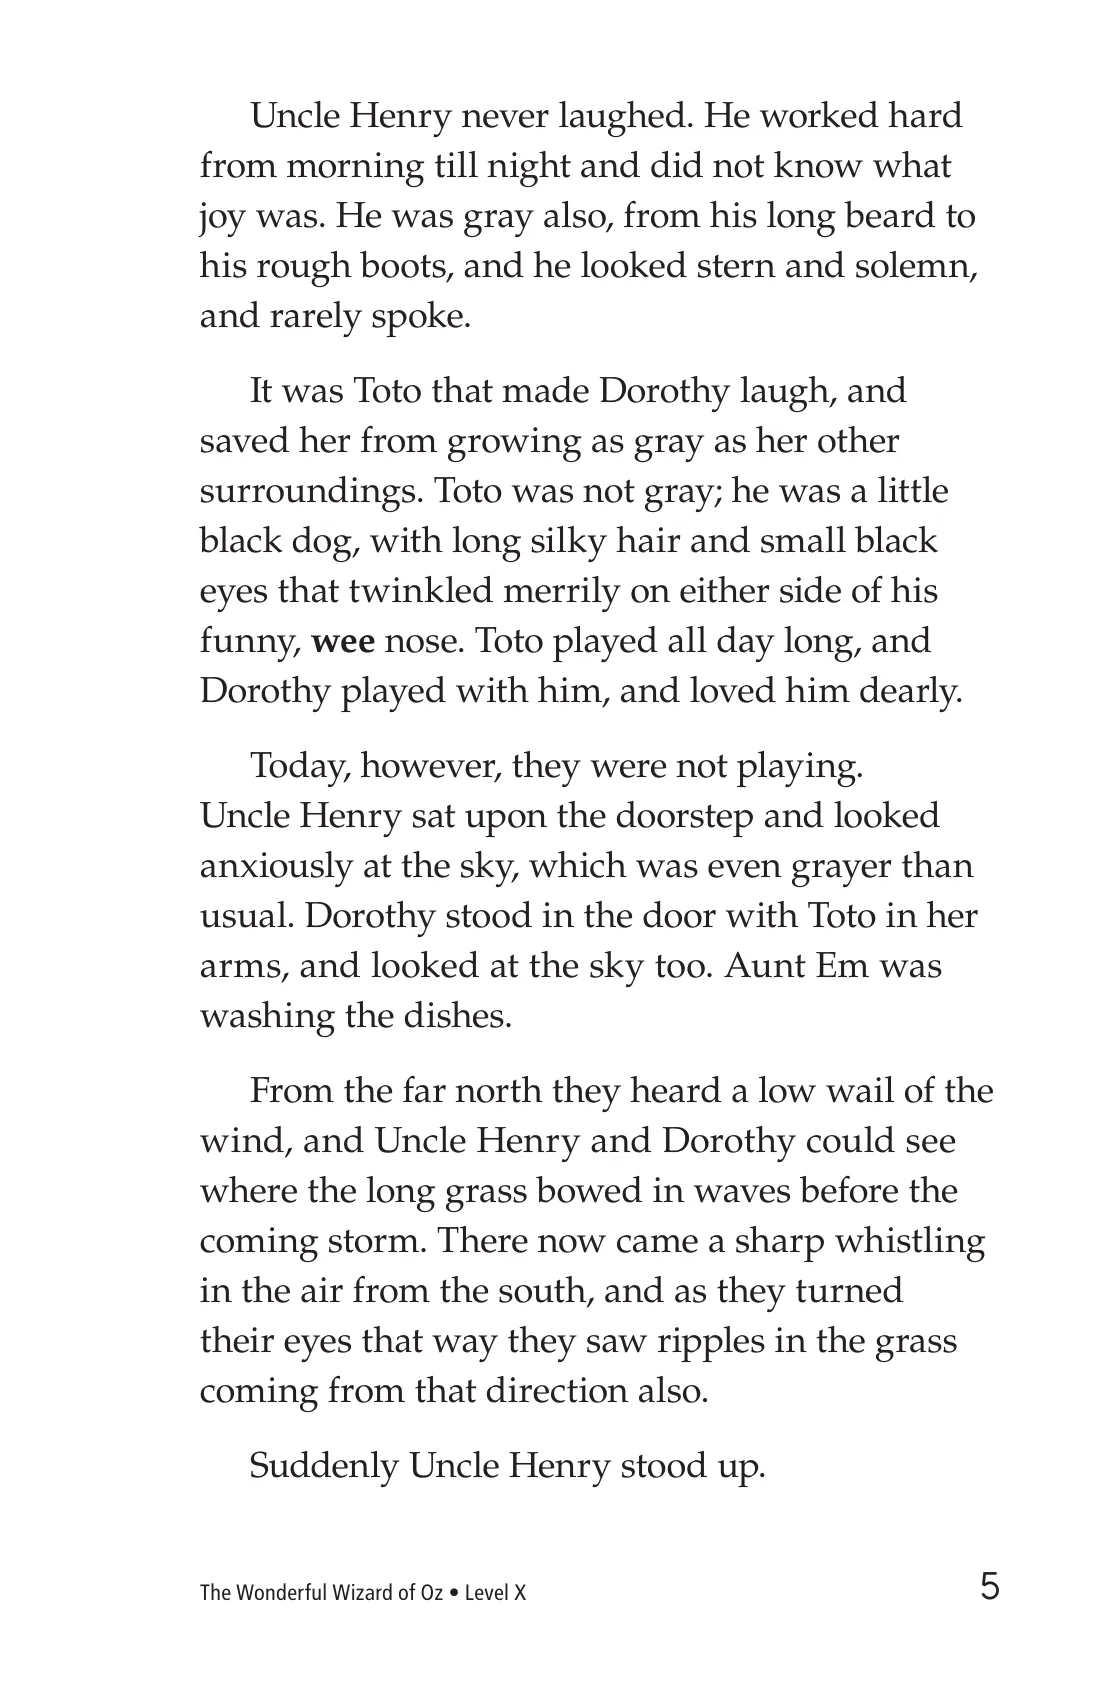 Uncle Henry never laughed. He worked hard
from morning till night and did not know what
joy was. He was gray also, from his long beard to
his rough boots, and he looked stern and solemn,
and rarely spoke.
It was Toto that made Dorothy laugh, and
saved her from growing as gray as her other
surroundings. Toto was not gray; he was a little
black dog, with long silky hair and small black
eyes that twinkled merrily on either side of his
funny, wee nose. Toto played all day long, and
Dorothy played with him, and loved him dearly.
Today, however, they were not playing.
Uncle Henry sat upon the doorstep and looked
anxiously at the sky, which was even grayer than
usual. Dorothy stood in the door with Toto in her
arms, and looked at the sky too. Aunt Em was
washing the dishes.
From the far north they heard a low wail of the
wind, and Uncle Henry and Dorothy could see
where the long grass bowed in waves before the
coming storm. There now came a sharp whistling
in the air from the south, and as they turned
their eyes that way they saw ripples in the grass
coming from that direction also.
Suddenly Uncle Henry stood up.
The Wonderful Wizard of Oz • Level X 5